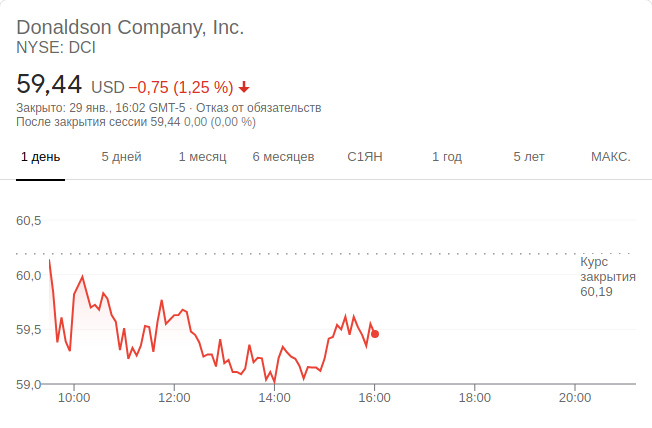 Donaldson Company, Inc.
NYSE: DCI
59,44 USD −0,75 (1,25 %)
Закрыто: 29 янв., 16:02 GMT-5 · Отказ от обязательств
После закрытия сессии 59,44 0,00 (0,00 %)
1 день 5 дней 1 месяц 6 месяцев С1ЯН 1 год 5 лет МАКС.
60,5
Курс
60,0 закрытия
60,19
59,5
59,0
10:00 12:00 14:00 16:00 18:00 20:00